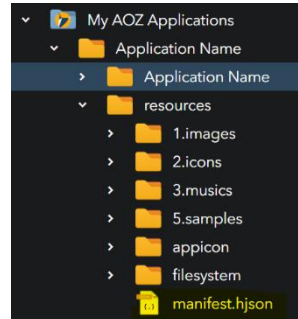 My AOZ Applications
Application Name
Application Name
resources
1.images
2.icons
3.musics
5.samples
appicon
filesystem
manifest.hjson